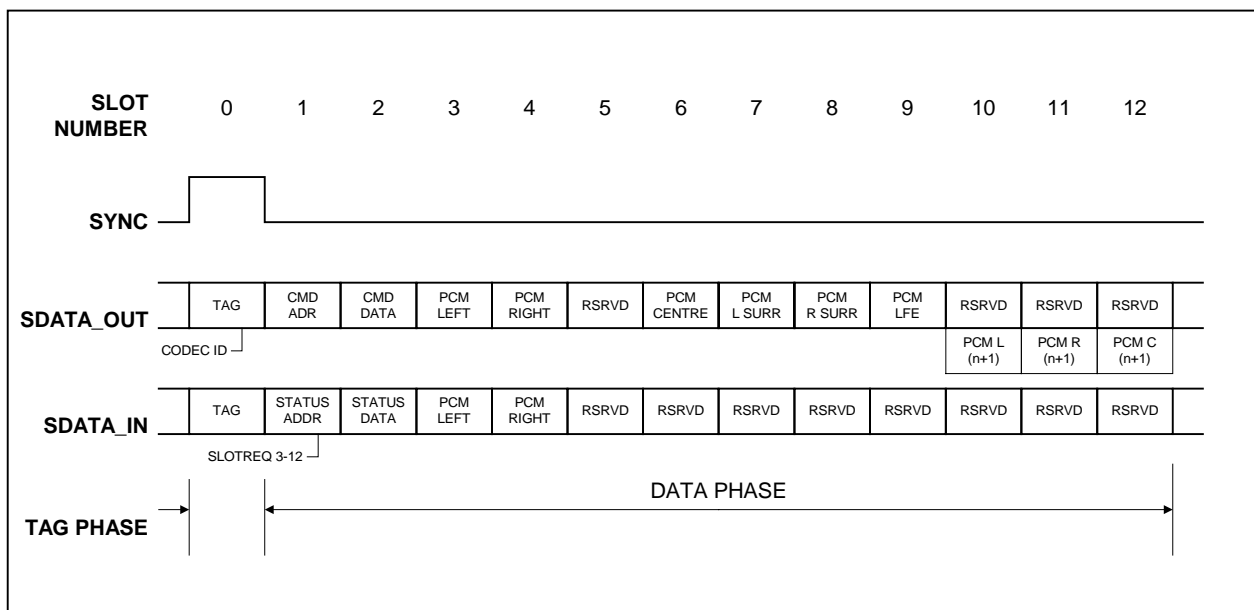 SLOT
NUMBER
0 1 2 3 4 5 6 7 8 9 10 11 12
SYNC
SDATA_OUT
TAG
CMD
ADR
CMD
DATA
PCM
LEFT
PCM
RIGHT
RSRVD
PCM
CENTRE
PCM
L SURR
PCM
R SURR
PCM
LFE
RSRVD
RSRVD
RSRVD
CODEC ID
PCM L
(n+1)
PCM R
(n+1)
PCM C
(n+1)
SDATA_IN
TAG
STATUS
ADDR
STATUS
DATA
PCM
LEFT
PCM
RIGHT
RSRVD
RSRVD
RSRVD
RSRVD
RSRVD
RSRVD
RSRVD
RSRVD
SLOTREQ 3-12
DATA PHASE
TAG PHASE